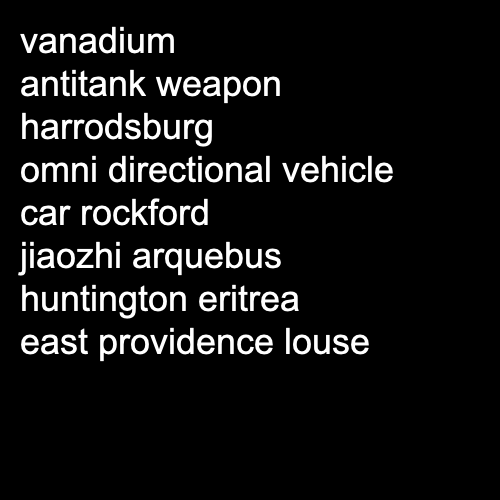 vanadium
antitank weapon
harrodsburg
omni directional vehicle
car rockford
jiaozhi arquebus
huntington eritrea
east providence louse